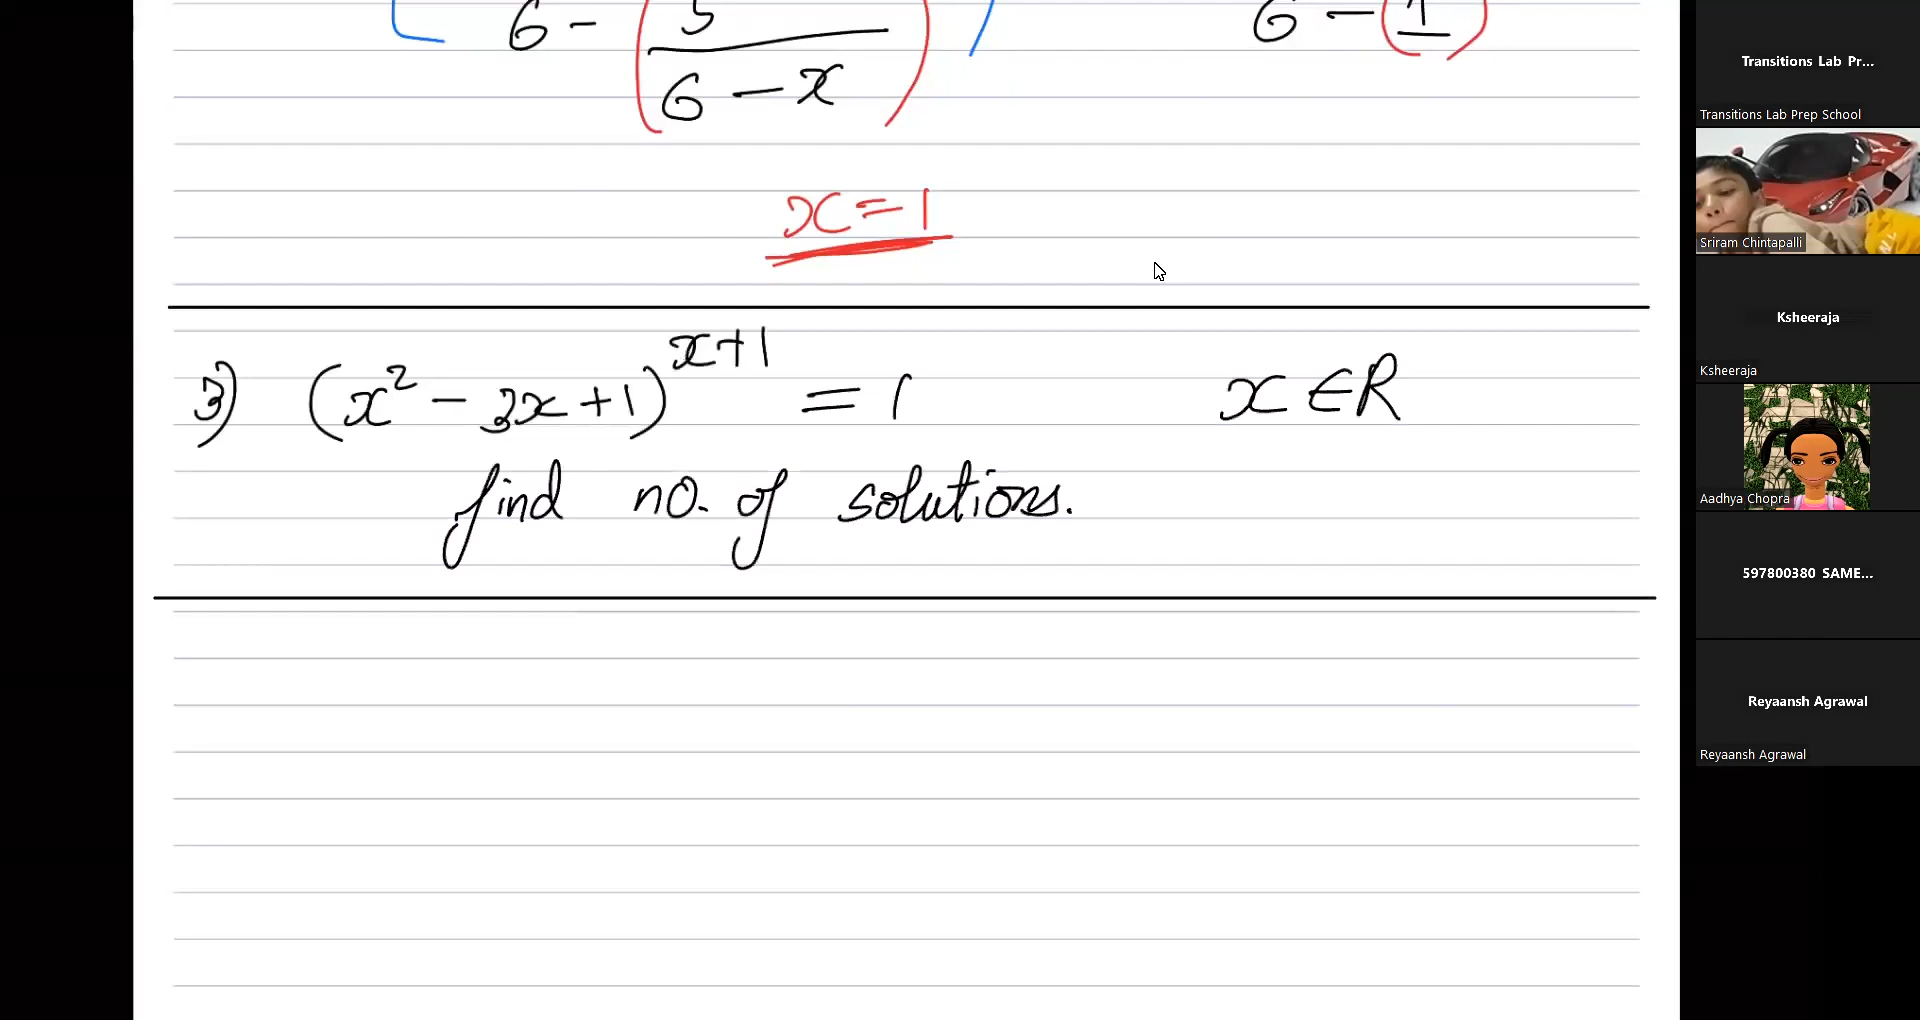 6 - ( 5 / (6 - x) )
6 - ( 1
x = 1
3) (x² - 3x + 1)^(x+1) = 1 x ∈ R
find no. of solutions.
Transitions Lab Pr...
Transitions Lab Prep School
Sriram Chintapalli
Ksheeraja
Ksheeraja
Aadhya Chopra
597800380 SAME...
Reyaansh Agrawal
Reyaansh Agrawal